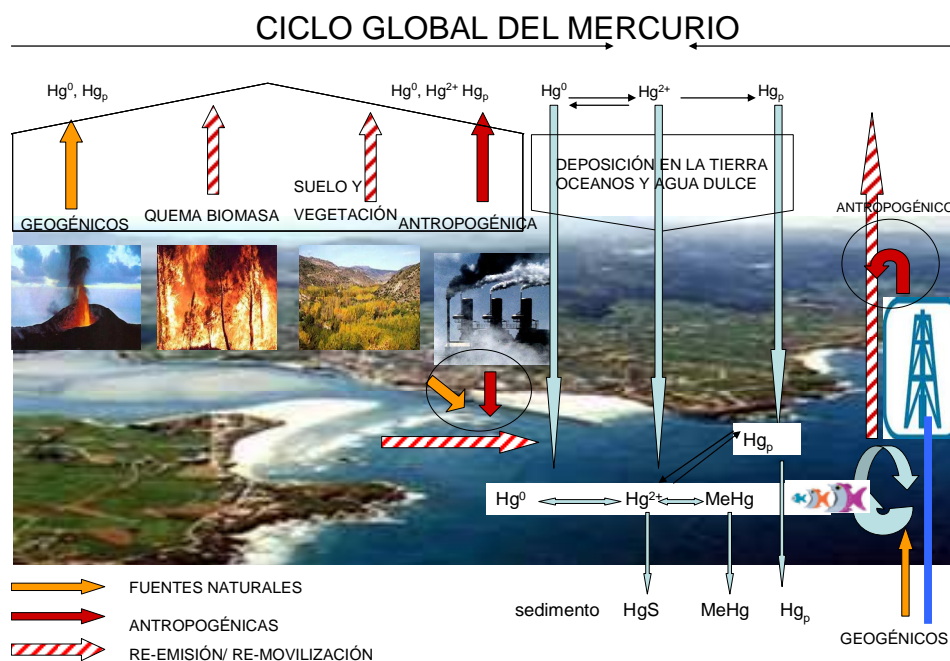 CICLO GLOBAL DEL MERCURIO
Hg⁰, Hgₚ
Hg⁰, Hg²⁺ Hgₚ
Hg⁰
Hg²⁺
Hgₚ
GEOGÉNICOS
QUEMA BIOMASA
SUELO Y
VEGETACIÓN
ANTROPOGÉNICA
DEPOSICIÓN EN LA TIERRA
OCEANOS Y AGUA DULCE
ANTROPOGÉNICO
Hgₚ
Hg⁰
Hg²⁺
MeHg
sedimento
HgS
MeHg
Hgₚ
GEOGÉNICOS
FUENTES NATURALES
ANTROPOGÉNICAS
RE-EMISIÓN/ RE-MOVILIZACIÓN